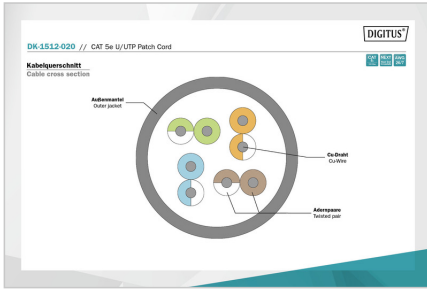 DIGITUS®
DK-1512-020 // CAT 5e U/UTP Patch Cord
Kabelquerschnitt
Cable cross section
Außenmantel
Outer jacket
Cu-Draht
Cu-Wire
Aderpaare
Twisted pair